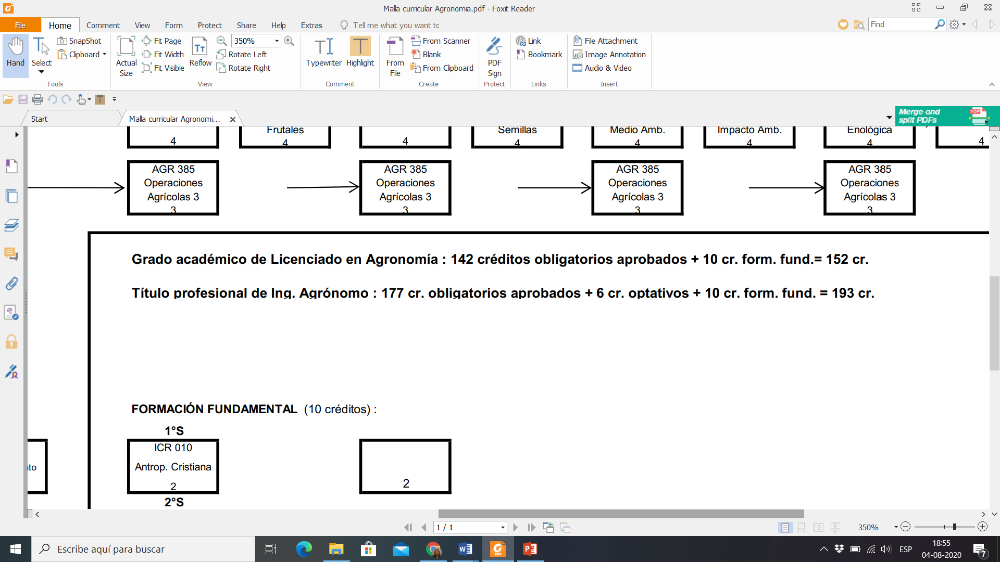 Malla curricular Agronomia.pdf - Foxit Reader
File Home Comment View Form Protect Share Help Extras Tell me what you want to Find
Hand Select SnapShot Clipboard
Tools
Actual Size Fit Page Fit Width Fit Visible Reflow 350% Rotate Left Rotate Right
View
Typewriter Highlight
Comment
From File From Scanner Blank From Clipboard
Create
PDF Sign
Protect
Link Bookmark
Links
File Attachment Image Annotation Audio & Video
Insert
Start Malla curricular Agronomi... Merge and split PDFs
4 Frutales 4 4 Semillas 4 Medio Amb. 4 Impacto Amb. 4 Enológica 4 4
AGR 385 AGR 385 AGR 385 AGR 385
Operaciones Operaciones Operaciones Operaciones
Agrícolas 3 Agrícolas 3 Agrícolas 3 Agrícolas 3
3 3 3 3
Grado académico de Licenciado en Agronomía : 142 créditos obligatorios aprobados + 10 cr. form. fund.= 152 cr.
Título profesional de Ing. Agrónomo : 177 cr. obligatorios aprobados + 6 cr. optativos + 10 cr. form. fund. = 193 cr.
FORMACIÓN FUNDAMENTAL (10 créditos) :
1°S
ICR 010
Antrop. Cristiana
2 2
2°S
1 / 1 350%
Escribe aquí para buscar ESP 18:55
04-08-2020 7